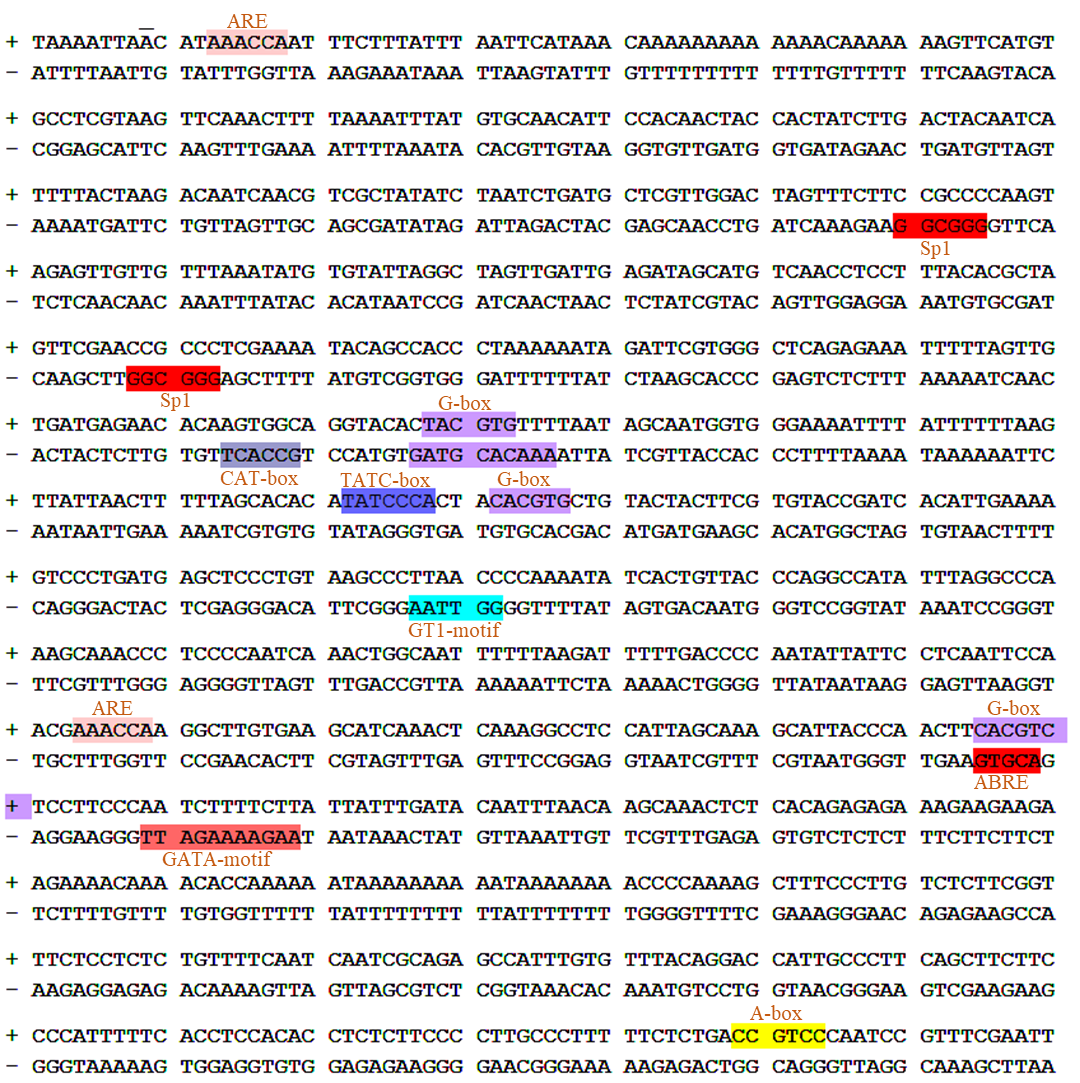 ARE
+ TAAAATTAAC ATAAACCAAT TTCTTTATTT AATTCATAAA CAAAAAAAAA AAAACAAAAA AAGTTCATGT
− ATTTTAATTG TATTTGGTTA AAGAAATAAA TTAAGTATTT GTTTTTTTTT TTTTGTTTTT TTCAAGTACA
+ GCCTCGTAAG TTCAAACTTT TAAAATTTAT GTGCAACATT CCACAACTAC CACTATCTTG ACTACAATCA
− CGGAGCATTC AAGTTTGAAA ATTTTAAATA CACGTTGTAA GGTGTTGATG GTGATAGAAC TGATGTTAGT
+ TTTTACTAAG ACAATCAACG TCGCTATATC TAATCTGATG CTCGTTGGAC TAGTTTCTTC CGCCCCAAGT
− AAAATGATTC TGTTAGTTGC AGCGATATAG ATTAGACTAC GAGCAACCTG ATCAAAGAAG GCGGGGTTCA
Sp1
+ AGAGTTGTTG TTTAAATATG TGTATTAGGC TAGTTGATTG AGATAGCATG TCAACCTCCT TTACACGCTA
− TCTCAACAAC AAATTTATAC ACATAATCCG ATCAACTAAC TCTATCGTAC AGTTGGAGGA AATGTGCGAT
+ GTTCGAACCG CCCTCGAAAA TACAGCCACC CTAAAAAATA GATTCGTGGG CTCAGAGAAA TTTTTAGTTG
− CAAGCTTGGC GGGAGCTTTT ATGTCGGTGG GATTTTTTAT CTAAGCACCC GAGTCTCTTT AAAAATCAAC
Sp1 G-box
+ TGATGAGAAC ACAAGTGGCA GGTACACTAC GTGTTTTAAT AGCAATGGTG GGAAAATTTT ATTTTTTAAG
− ACTACTCTTG TGTTCACCGT CCATGTGATG CACAAAATTA TCGTTACCAC CCTTTTAAAA TAAAAAATTC
CAT-box TATC-box G-box
+ TTATTAACTT TTTAGCACAC ATATCCCACT ACACGTGCTG TACTACTTCG TGTACCGATC ACATTGAAAA
− AATAATTGAA AAATCGTGTG TATAGGGTGA TGTGCACGAC ATGATGAAGC ACATGGCTAG TGTAACTTTT
+ GTCCCTGATG AGCTCCCTGT AAGCCCTTAA CCCCAAAATA TCACTGTTAC CCAGGCCATA TTTAGGCCCA
− CAGGGACTAC TCGAGGGACA TTCGGGAATT GGGGTTTTAT AGTGACAATG GGTCCGGTAT AAATCCGGGT
GT1-motif
+ AAGCAAACCC TCCCCAATCA AACTGGCAAT TTTTTAAGAT TTTTGACCCC AATATTATTC CTCAATTCCA
− TTCGTTTGGG AGGGGTTAGT TTGACCGTTA AAAAATTCTA AAAACTGGGG TTATAATAAG GAGTTAAGGT
ARE G-box
+ ACGAAACCAA GGCTTGTGAA GCATCAAACT CAAAGGCCTC CATTAGCAAA GCATTACCCA ACTTCACGTC
− TGCTTTGGTT CCGAACACTT CGTAGTTTGA GTTTCCGGAG GTAATCGTTT CGTAATGGGT TGAAGTGCAG
ABRE
+ TCCTTCCCAA TCTTTTCTTA TTATTTGATA CAATTTAACA AGCAAACTCT CACAGAGAGA AAGAAGAAGA
− AGGAAGGGTT AGAAAAGAAT AATAAACTAT GTTAAATTGT TCGTTTGAGA GTGTCTCTCT TTCTTCTTCT
GATA-motif
+ AGAAAACAAA ACACCAAAAA ATAAAAAAAA AATAAAAAAA ACCCCAAAAG CTTTCCCTTG TCTCTTCGGT
− TCTTTTGTTT TGTGGTTTTT TATTTTTTTT TTATTTTTTT TGGGGTTTTC GAAAGGGAAC AGAGAAGCCA
+ TTCTCCTCTC TGTTTTCAAT CAATCGCAGA GCCATTTGTG TTTACAGGAC CATTGCCCTT CAGCTTCTTC
− AAGAGGAGAG ACAAAAGTTA GTTAGCGTCT CGGTAAACAC AAATGTCCTG GTAACGGGAA GTCGAAGAAG
A-box
+ CCCATTTTTC ACCTCCACAC CTCTCTTCCC CTTGCCCTTT TTCTCTGACC GTCCCAATCC GTTTCGAATT
− GGGTAAAAAG TGGAGGTGTG GAGAGAAGGG GAACGGGAAA AAGAGACTGG CAGGGTTAGG CAAAGCTTAA